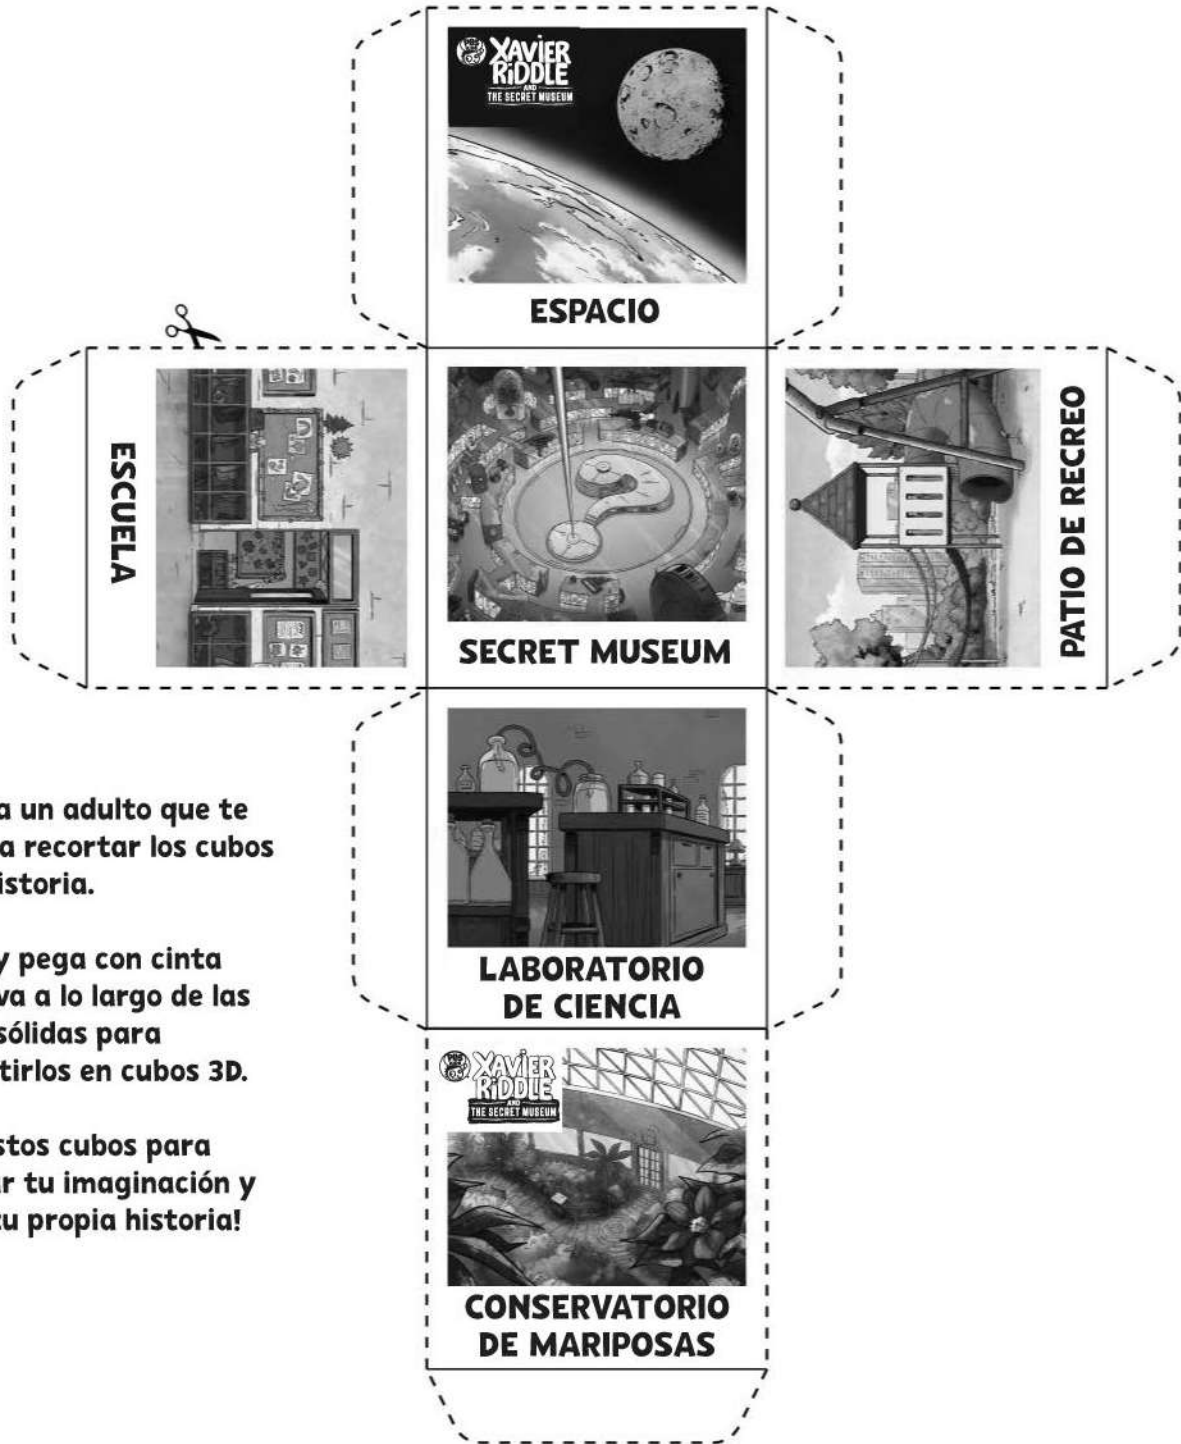 XAVIER
RIDDLE
AND
THE SECRET MUSEUM
ESPACIO
ESCUELA
SECRET MUSEUM
PATIO DE RECREO
a un adulto que te
a recortar los cubos
istoria.
y pega con cinta
va a lo largo de las
sólidas para
tirlos en cubos 3D.
stos cubos para
ar tu imaginación y
tu propia historia!
LABORATORIO
DE CIENCIA
XAVIER
RIDDLE
AND
THE SECRET MUSEUM
CONSERVATORIO
DE MARIPOSAS